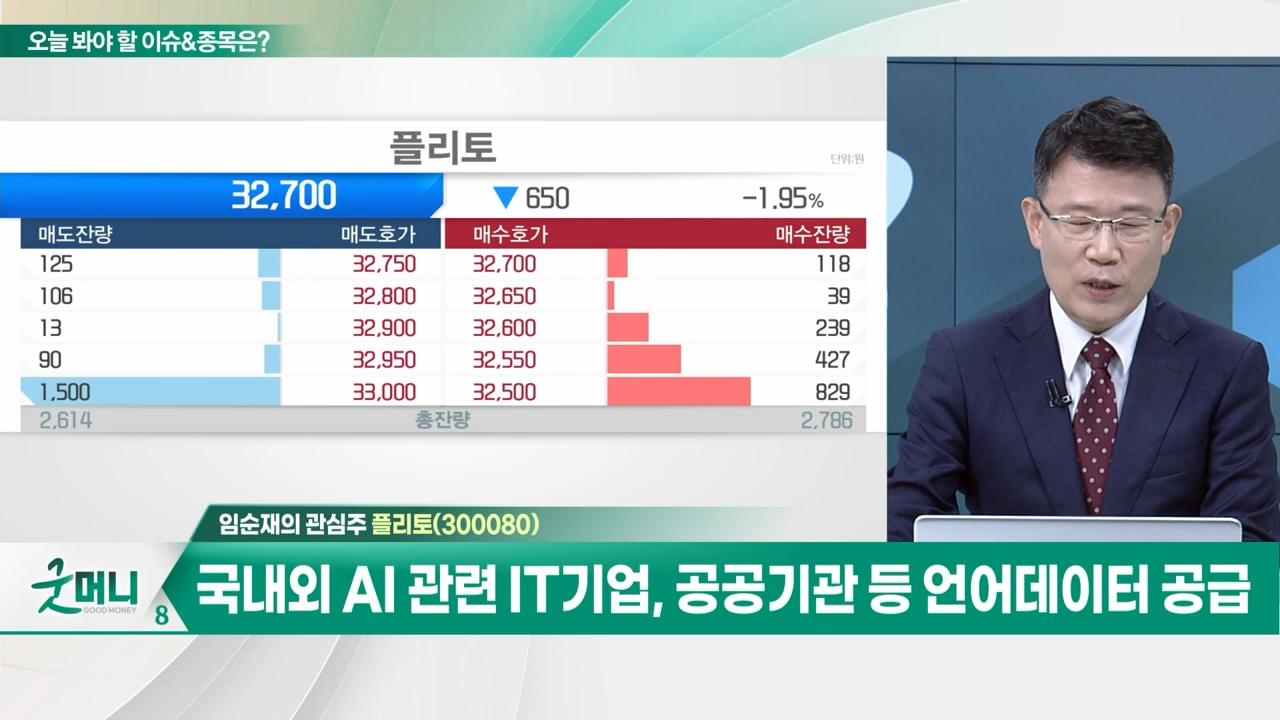 오늘 봐야 할 이슈&종목은?
플리토
단위:원
32,700 ▼ 650 -1.95%
매도잔량 매도호가 매수호가 매수잔량
125 32,750 32,700 118
106 32,800 32,650 39
13 32,900 32,600 239
90 32,950 32,550 427
1,500 33,000 32,500 829
2,614 총잔량 2,786
임순재의 관심주 플리토(300080)
국내외 AI 관련 IT기업, 공공기관 등 언어데이터 공급
굿머니
GOOD MONEY
8